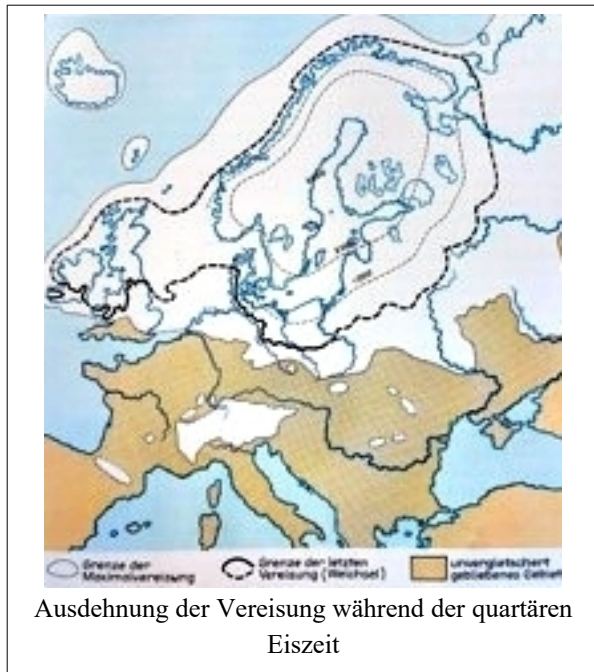 Grenze der
Maximalvereisung
Grenze der letzten
Vereisung (Weichsel)
unvergletschert
gebliebenes Gebiet
Ausdehnung der Vereisung während der quartären
Eiszeit